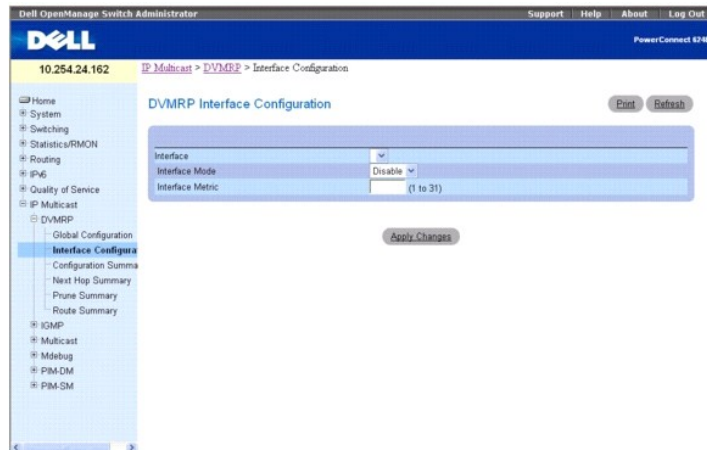 Dell OpenManage Switch Administrator
Support Help About Log Out
DELL
PowerConnect
10.254.24.162
IP Multicast > DVMRP > Interface Configuration
Home
System
Switching
Statistics/RMON
Routing
IPv6
Quality of Service
IP Multicast
DVMRP
Global Configuration
Interface Configura
Configuration Summa
Next Hop Summary
Prune Summary
Route Summary
IGMP
Multicast
Mdebug
PIM-DM
PIM-SM
DVMRP Interface Configuration
Print Refresh
Interface
Interface Mode Disable
Interface Metric (1 to 31)
Apply Changes